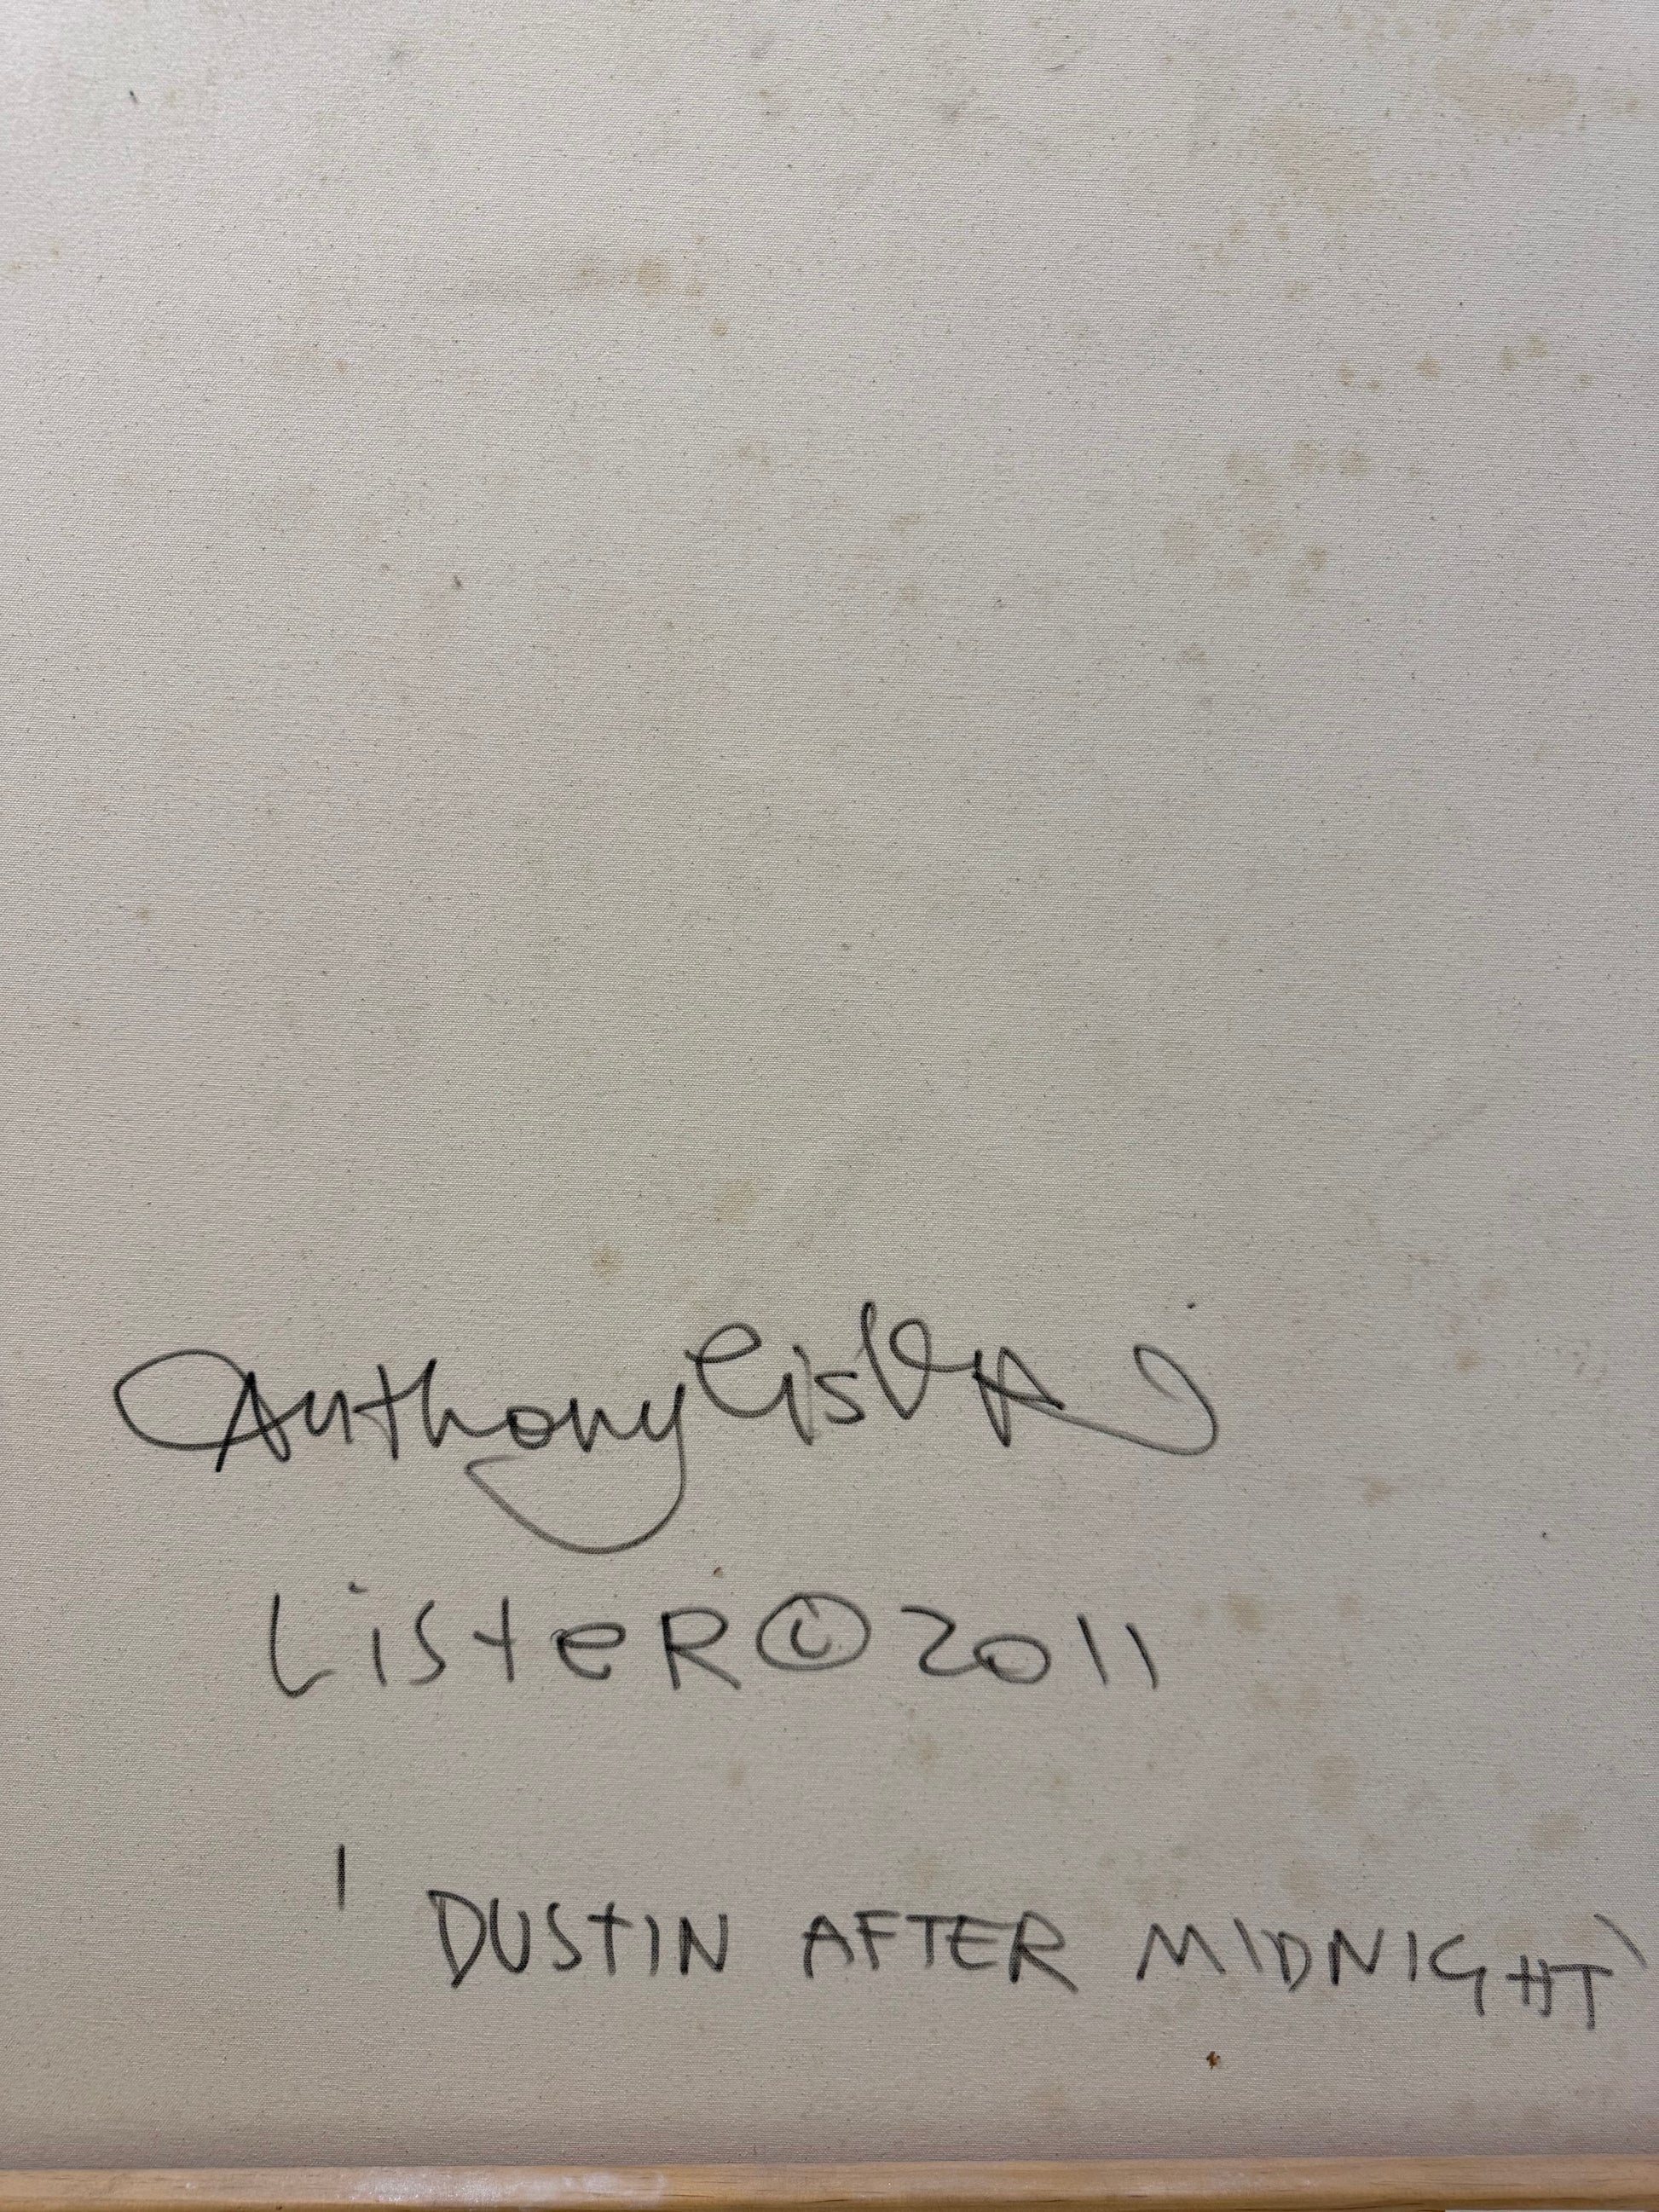 Anthony Lister
Lister © 2011
'DUSTIN AFTER MIDNIGHT'